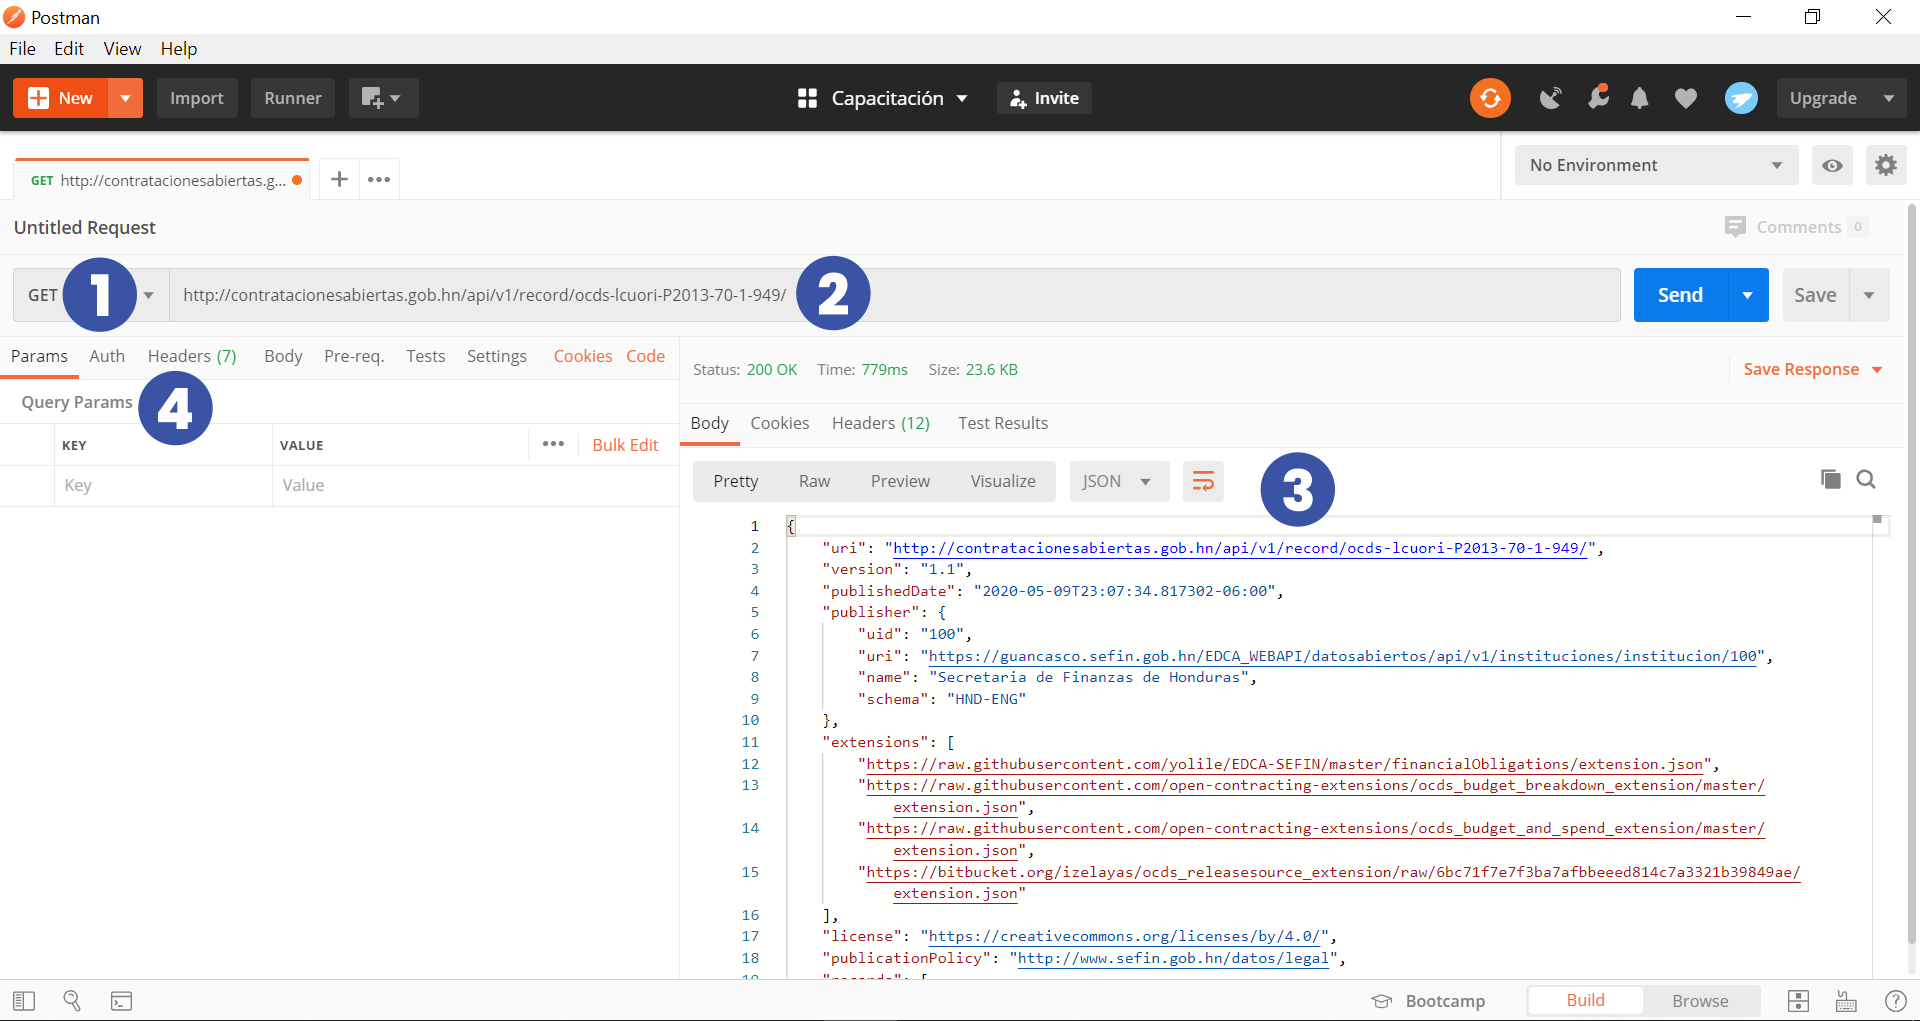 Postman
File Edit View Help
New Import Runner Capacitación Invite Upgrade
GET http://contratacionesabiertas.g... No Environment
Untitled Request Comments 0
GET 1 http://contratacionesabiertas.gob.hn/api/v1/record/ocds-lcuori-P2013-70-1-949/ 2 Send Save
Params Auth Headers (7) Body Pre-req. Tests Settings Cookies Code
Status: 200 OK Time: 779ms Size: 23.6 KB Save Response
Query Params 4
Body Cookies Headers (12) Test Results
KEY VALUE Bulk Edit
Key Value
Pretty Raw Preview Visualize JSON 3
1 {
2 "uri": "http://contratacionesabiertas.gob.hn/api/v1/record/ocds-lcuori-P2013-70-1-949/",
3 "version": "1.1",
4 "publishedDate": "2020-05-09T23:07:34.817302-06:00",
5 "publisher": {
6 "uid": "100",
7 "uri": "https://guancasco.sefin.gob.hn/EDCA_WEBAPI/datosabiertos/api/v1/instituciones/institucion/100",
8 "name": "Secretaria de Finanzas de Honduras",
9 "schema": "HND-ENG"
10 },
11 "extensions": [
12 "https://raw.githubusercontent.com/yolile/EDCA-SEFIN/master/financialObligations/extension.json",
13 "https://raw.githubusercontent.com/open-contracting-extensions/ocds_budget_breakdown_extension/master/
extension.json",
14 "https://raw.githubusercontent.com/open-contracting-extensions/ocds_budget_and_spend_extension/master/
extension.json",
15 "https://bitbucket.org/izelayas/ocds_releasesource_extension/raw/6bc71f7e7f3ba7afbbeeed814c7a3321b39849ae/
extension.json"
16 ],
17 "license": "https://creativecommons.org/licenses/by/4.0/",
18 "publicationPolicy": "http://www.sefin.gob.hn/datos/legal",
19 "records": [
Bootcamp Build Browse